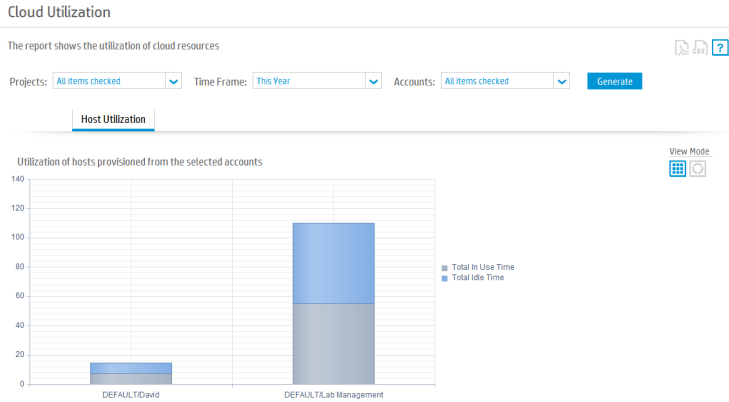 Cloud Utilization
The report shows the utilization of cloud resources
CSV ?
Projects: All items checked Time Frame: This Year Accounts: All items checked Generate
Host Utilization
View Mode
Utilization of hosts provisioned from the selected accounts
140
120
100
80
60
40
20
0
Total In Use Time
Total Idle Time
DEFAULT/David DEFAULT/Lab Management